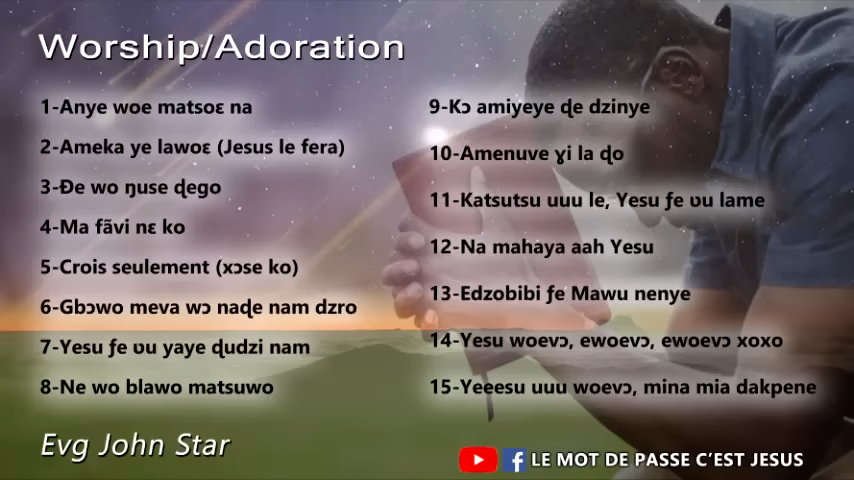 Worship/Adoration
1-Anye woe matsoɛ na
2-Ameka ye lawoɛ (Jesus le fera)
3-Ɖe wo ŋuse ɖego
4-Ma fãvi nɛ ko
5-Crois seulement (xɔse ko)
6-Gbɔwo meva wɔ naɖe nam dzro
7-Yesu ƒe ʋu yaye ɖudzi nam
8-Ne wo blawo matsuwo
9-Kɔ amiyeye ɖe dzinye
10-Amenuve ɣi la ɖo
11-Katsutsu uuu le, Yesu ƒe ʋu lame
12-Na mahaya aah Yesu
13-Edzobibi ƒe Mawu nenye
14-Yesu woevɔ, ewoevɔ, ewoevɔ xoxo
15-Yeeesu uuu woevɔ, mina mia dakpene
Evg John Star
LE MOT DE PASSE C'EST JESUS